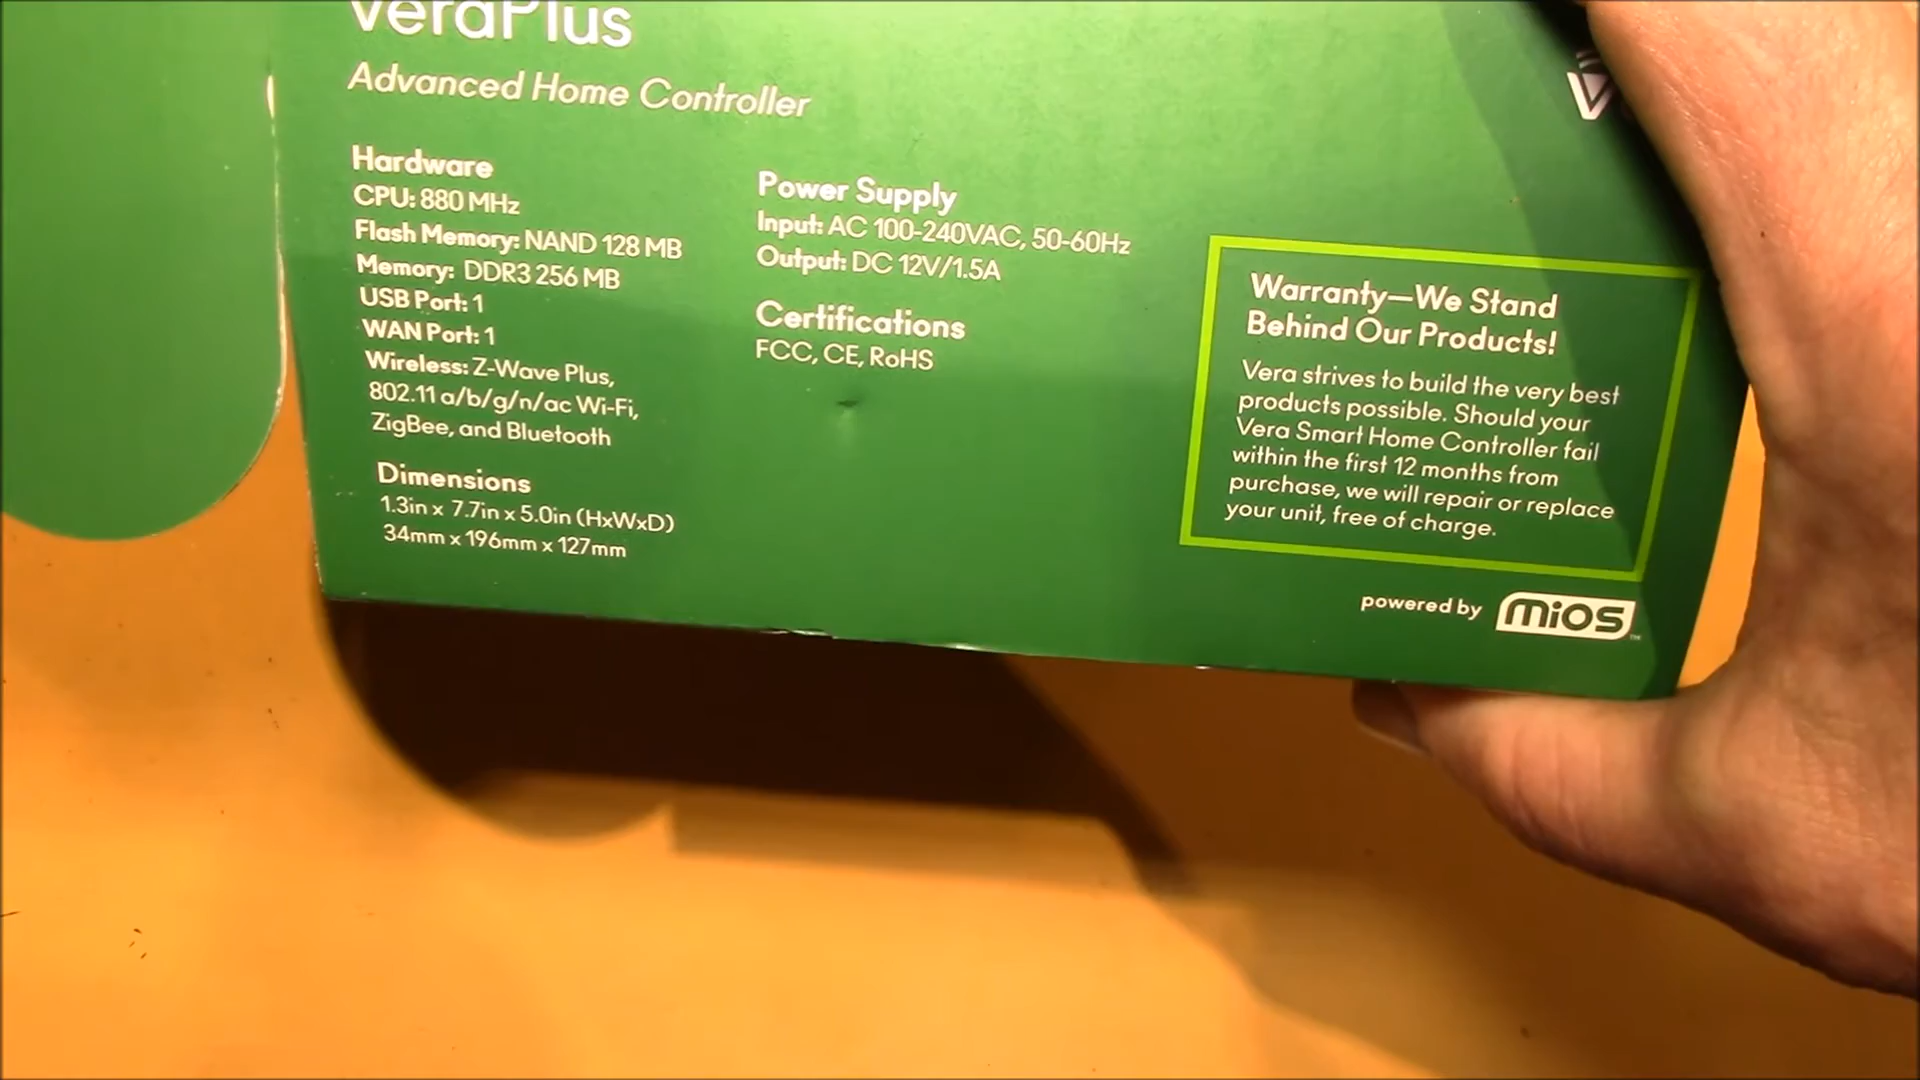 VeraPlus
Advanced Home Controller
Hardware
CPU: 880 MHz
Flash Memory: NAND 128 MB
Memory: DDR3 256 MB
USB Port: 1
WAN Port: 1
Wireless: Z-Wave Plus,
802.11 a/b/g/n/ac Wi-Fi,
ZigBee, and Bluetooth
Dimensions
1.3in x 7.7in x 5.0in (HxWxD)
34mm x 196mm x 127mm
Power Supply
Input: AC 100-240VAC, 50-60Hz
Output: DC 12V/1.5A
Certifications
FCC, CE, RoHS
Warranty—We Stand
Behind Our Products!
Vera strives to build the very best
products possible. Should your
Vera Smart Home Controller fail
within the first 12 months from
purchase, we will repair or replace
your unit, free of charge.
powered by mios™